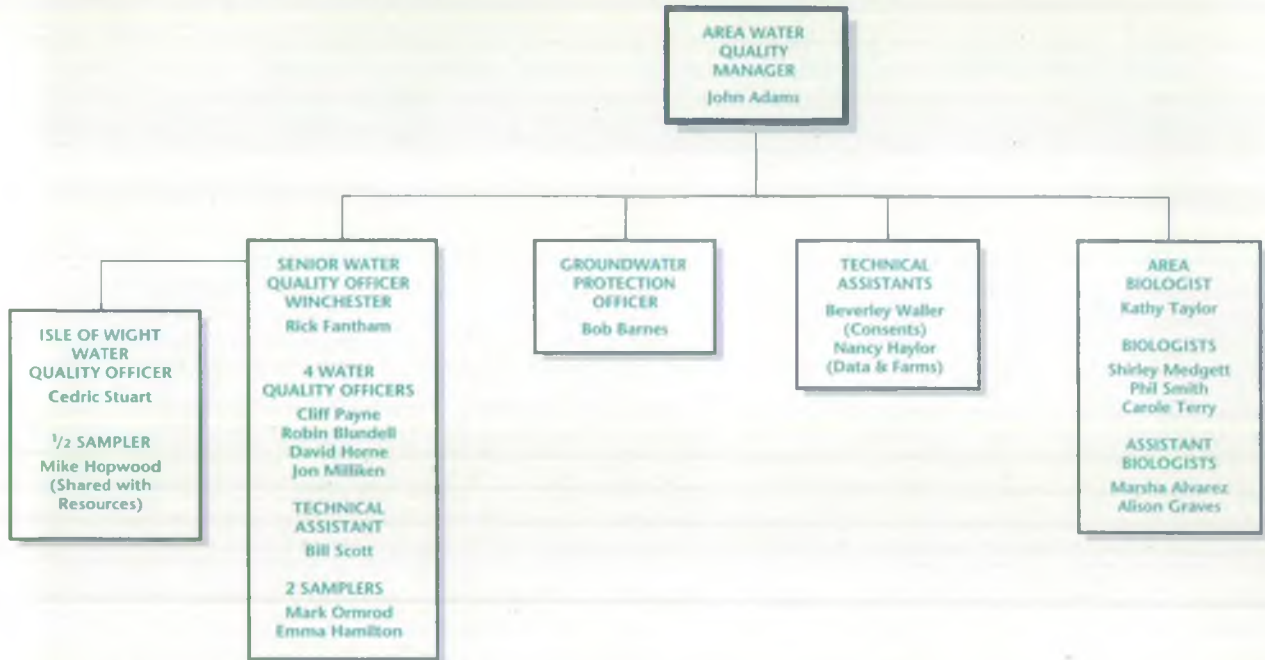 AREA WATER
QUALITY
MANAGER
John Adams
ISLE OF WIGHT
WATER
QUALITY OFFICER
Cedric Stuart
1/2 SAMPLER
Mike Hopwood
(Shared with
Resources)
SENIOR WATER
QUALITY OFFICER
WINCHESTER
Rick Fantham
4 WATER
QUALITY OFFICERS
Cliff Payne
Robin Blundell
David Horne
Jon Milliken
TECHNICAL
ASSISTANT
Bill Scott
2 SAMPLERS
Mark Ormrod
Emma Hamilton
GROUNDWATER
PROTECTION
OFFICER
Bob Barnes
TECHNICAL
ASSISTANTS
Beverley Waller
(Consents)
Nancy Haylor
(Data & Farms)
AREA
BIOLOGIST
Kathy Taylor
BIOLOGISTS
Shirley Medgett
Phil Smith
Carole Terry
ASSISTANT
BIOLOGISTS
Marsha Alvarez
Alison Graves